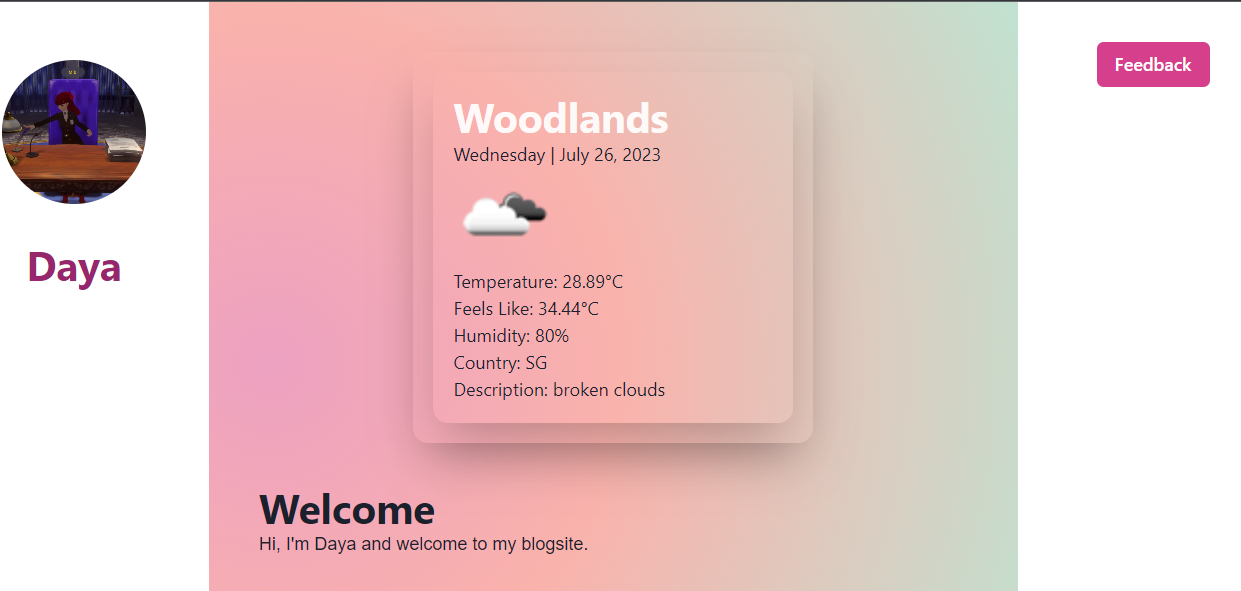 Feedback
Daya
Woodlands
Wednesday | July 26, 2023
Temperature: 28.89°C
Feels Like: 34.44°C
Humidity: 80%
Country: SG
Description: broken clouds
Welcome
Hi, I'm Daya and welcome to my blogsite.